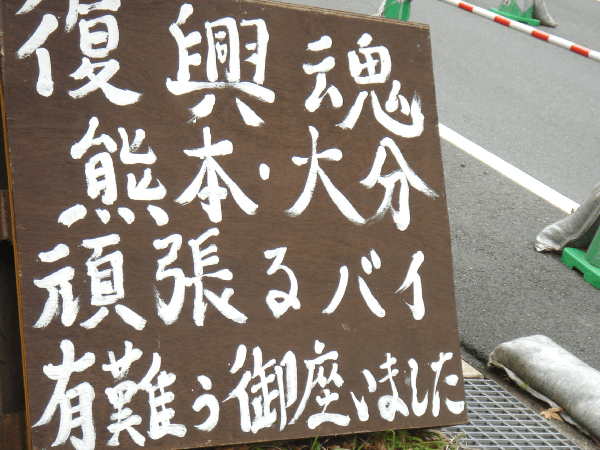 復興魂
熊本・大分
頑張るバイ
有難う御座いました